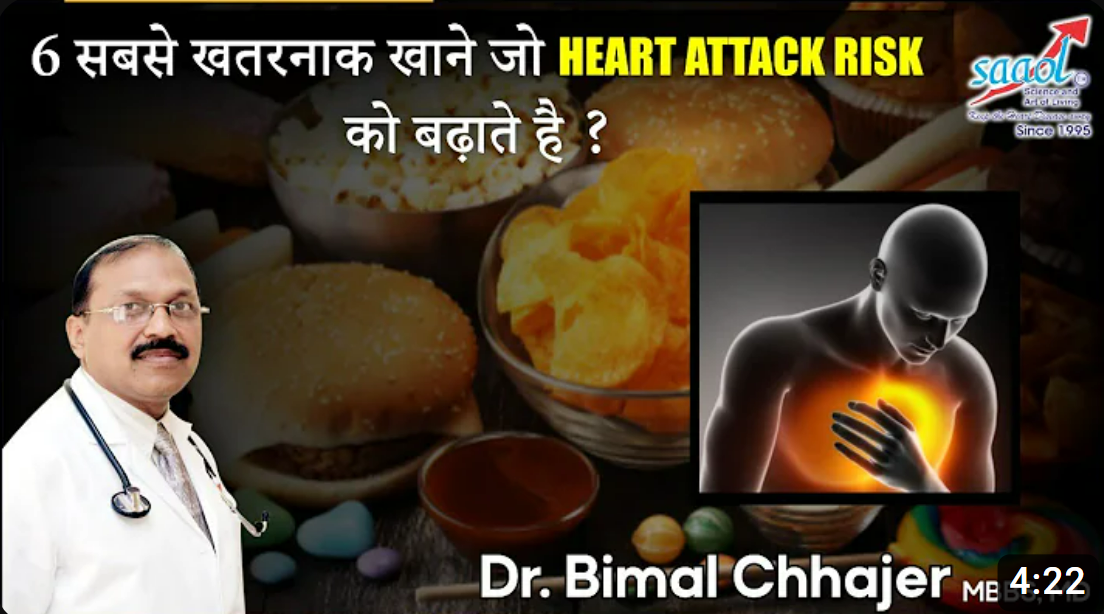 6 सबसे खतरनाक खाने जो HEART ATTACK RISK
को बढ़ाते है ?
saaol
Science and
Art of Living
Since 1995
Dr. Bimal Chhajer
4:22